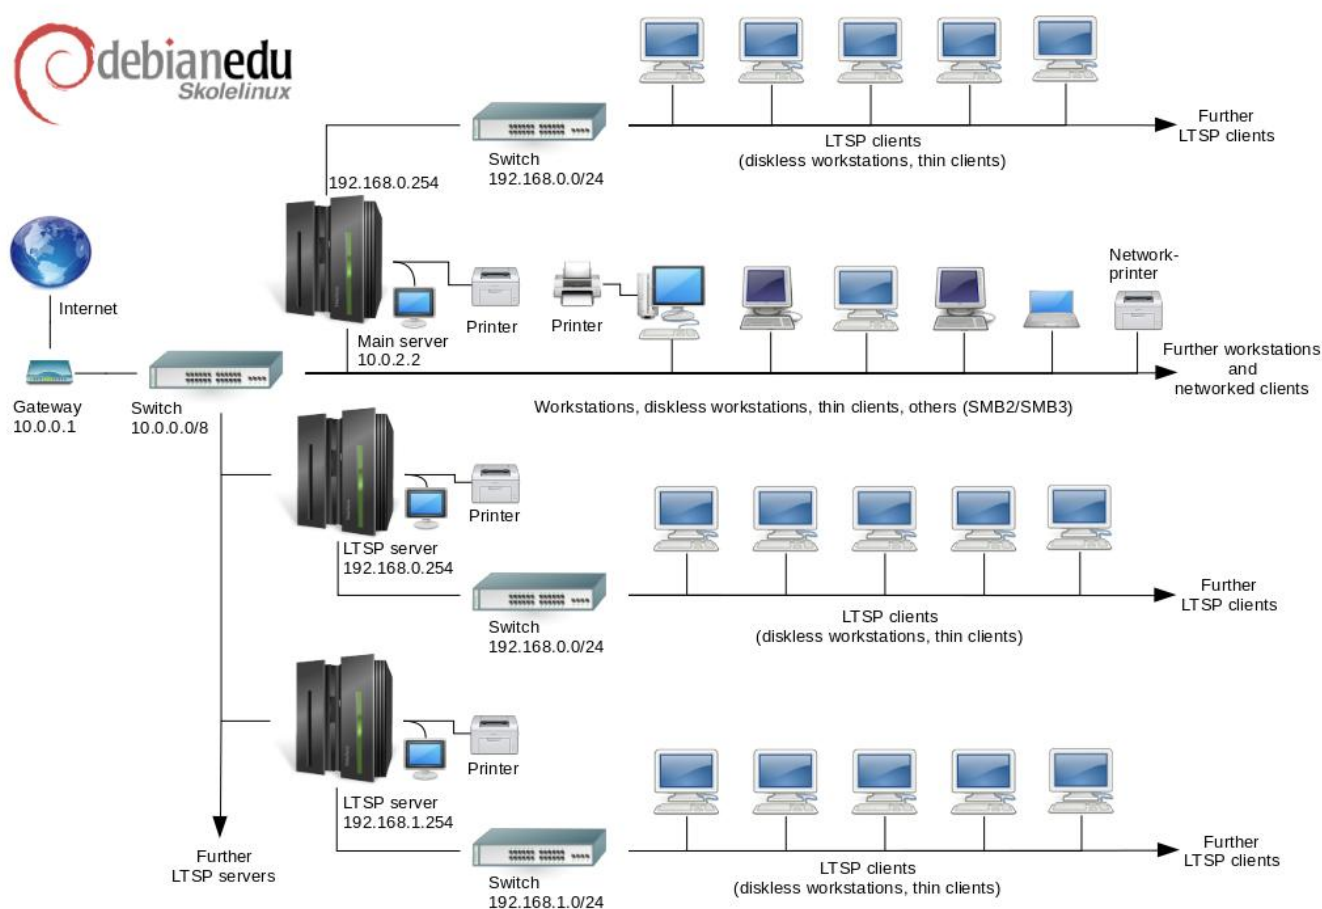 debianedu
Skolelinux
Further
LTSP clients
LTSP clients
(diskless workstations, thin clients)
Switch
192.168.0.0/24
192.168.0.254
Internet
Printer
Printer
Network-
printer
Main server
10.0.2.2
Further workstations
and
networked clients
Gateway
10.0.0.1
Switch
10.0.0.0/8
Workstations, diskless workstations, thin clients, others (SMB2/SMB3)
Printer
LTSP server
192.168.0.254
Further
LTSP clients
Switch
192.168.0.0/24
LTSP clients
(diskless workstations, thin clients)
Printer
LTSP server
192.168.1.254
Further
LTSP clients
Further
LTSP servers
Switch
192.168.1.0/24
LTSP clients
(diskless workstations, thin clients)